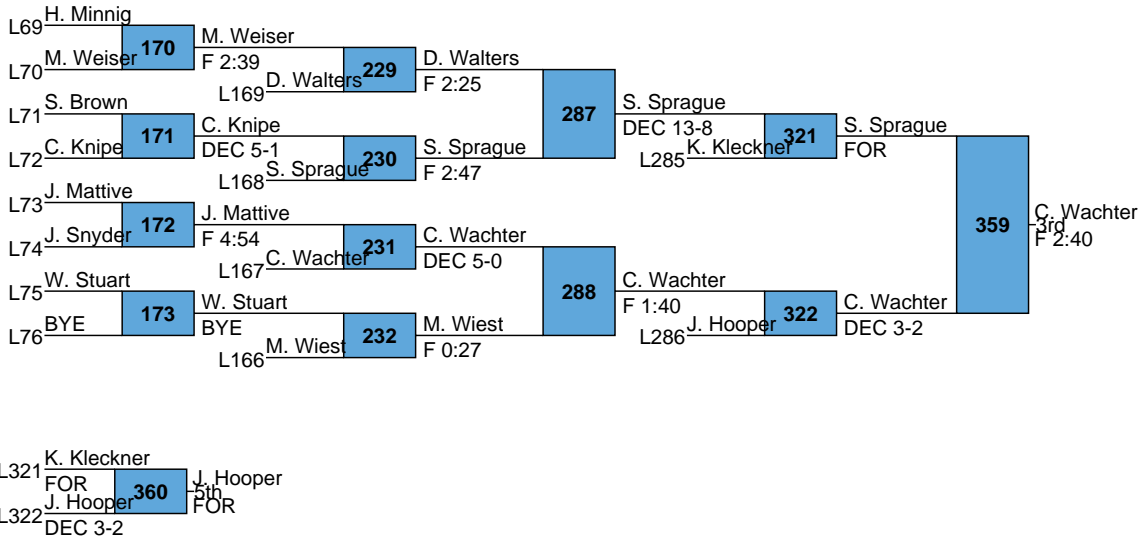 H. Minnig
L69
170
M. Weiser
F 2:39
M. Weiser
L70
229
D. Walters
F 2:25
D. Walters
L169
S. Brown
L71
171
C. Knipe
DEC 5-1
C. Knipe
L72
230
S. Sprague
F 2:47
S. Sprague
L168
287
S. Sprague
DEC 13-8
321
S. Sprague
FOR
K. Kleckner
L285
J. Mattive
L73
172
J. Mattive
F 4:54
J. Snyder
L74
231
C. Wachter
DEC 5-0
C. Wachter
L167
W. Stuart
L75
173
W. Stuart
BYE
BYE
L76
232
M. Wiest
F 0:27
M. Wiest
L166
288
C. Wachter
F 1:40
322
C. Wachter
DEC 3-2
J. Hooper
L286
359
C. Wachter
3rd
F 2:40
K. Kleckner
L321
FOR
360
J. Hooper
5th
FOR
J. Hooper
L322
DEC 3-2